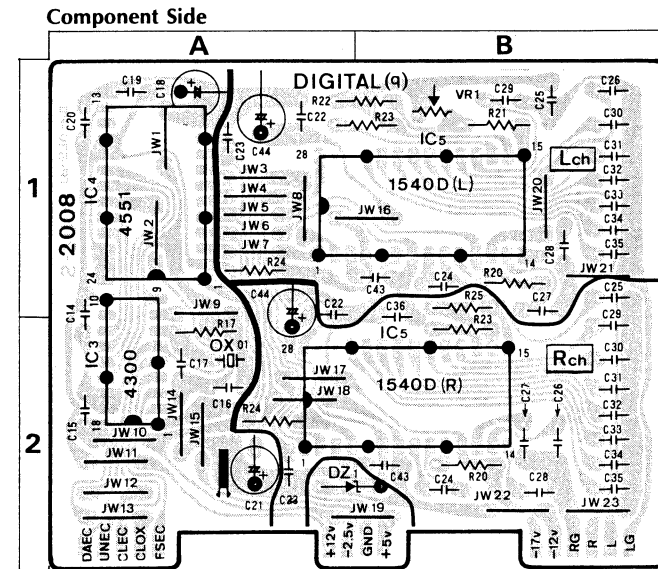 Component Side
A B
1
2
DIGITAL(q)
C19 C18 13
C20
JW1
IC4
4551
JW2
2008
24 9 1
C23 C44
C22
R22
R23
VR1
C29 C25
R21
C26
C30
C31
C32
C33
C34
C35
IC5
28 15
1540D(L)
Lch
JW3
JW4
JW5
JW6
JW7
JW8
JW16
JW20
R24
1 14
C28
C43 C24 R20
JW21
C25
C14 10
JW9
R17
C44
C22
C36
R25
R23
C27
C29
IC3
4300
C17
OX 01
28
IC5
15
1540D(R)
Rch
C30
C31
C32
C33
C34
C35
JW17
JW18
C16
R24
C27 C26
JW14
JW15
C15 18 1
JW10
JW11
JW12
JW13
1 14
C21 C23
DZ1
C43 C24 R20 C28
JW19
JW22
JW23
DAEC
UNEC
CLEC
CLOX
FSEC
+12v
-2.5v
GND
+5v
-17v
-12v
RG
R
L
LG